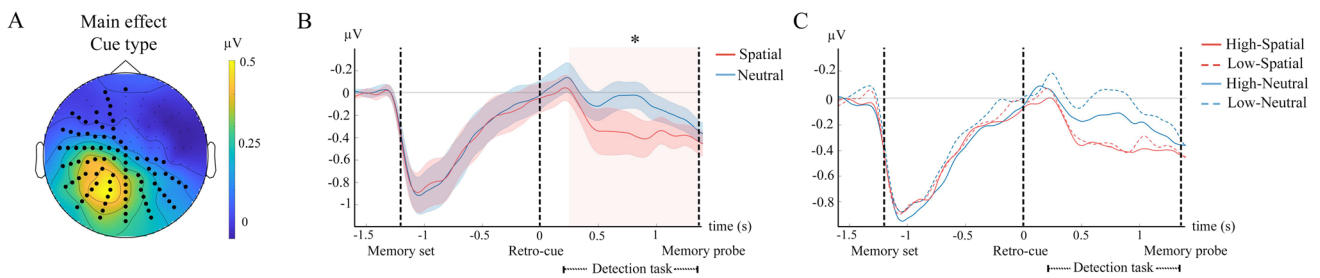 A
Main effect
Cue type
µV
0.5
0.25
0
B
µV
*
-0.2
0
-0.2
-0.4
-0.6
-0.8
-1
-1.5
-1
-0.5
0
0.5
1
time (s)
Memory set
Retro-cue
Memory probe
Detection task
Spatial
Neutral
C
µV
-0.2
0
-0.2
-0.4
-0.6
-0.8
-1.5
-1
-0.5
0
0.5
1
time (s)
Memory set
Retro-cue
Memory probe
Detection task
High-Spatial
Low-Spatial
High-Neutral
Low-Neutral